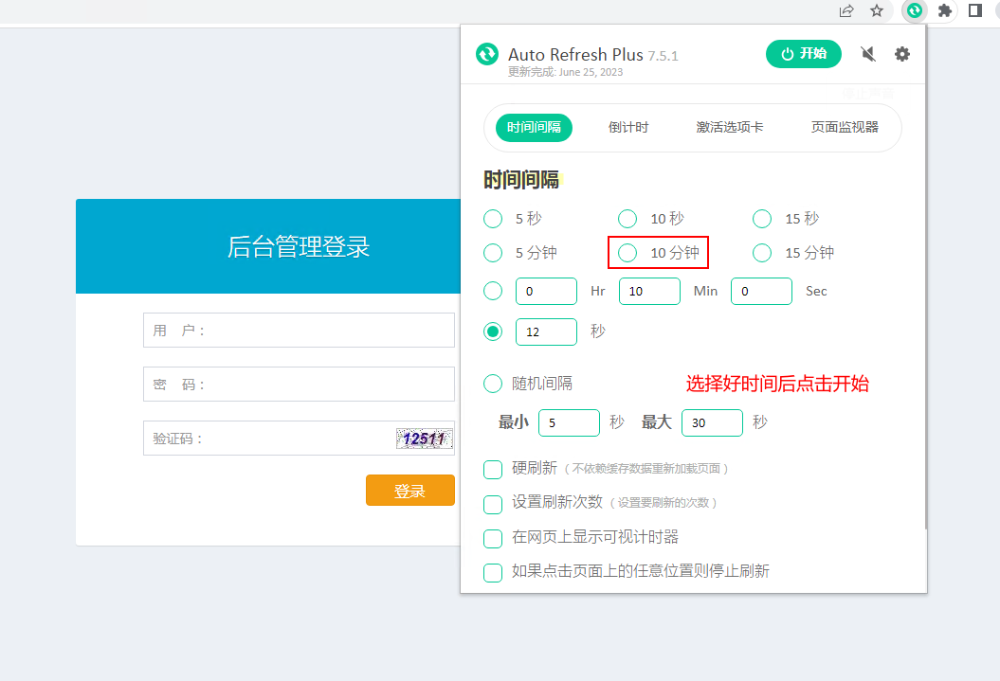 Auto Refresh Plus 7.5.1
开始
更新完成: June 25, 2023
时间间隔 倒计时 激活选项卡 页面监视器
时间间隔
5 秒 10 秒 15 秒
5 分钟 10 分钟 15 分钟
0 Hr 10 Min 0 Sec
12 秒
随机间隔
选择好时间后点击开始
最小 5 秒 最大 30 秒
硬刷新 ( 不依赖缓存数据重新加载页面 )
设置刷新次数 ( 设置要刷新的次数 )
在网页上显示可视计时器
如果点击页面上的任意位置则停止刷新
后台管理登录
用 户：
密 码：
验证码：
12511
登录